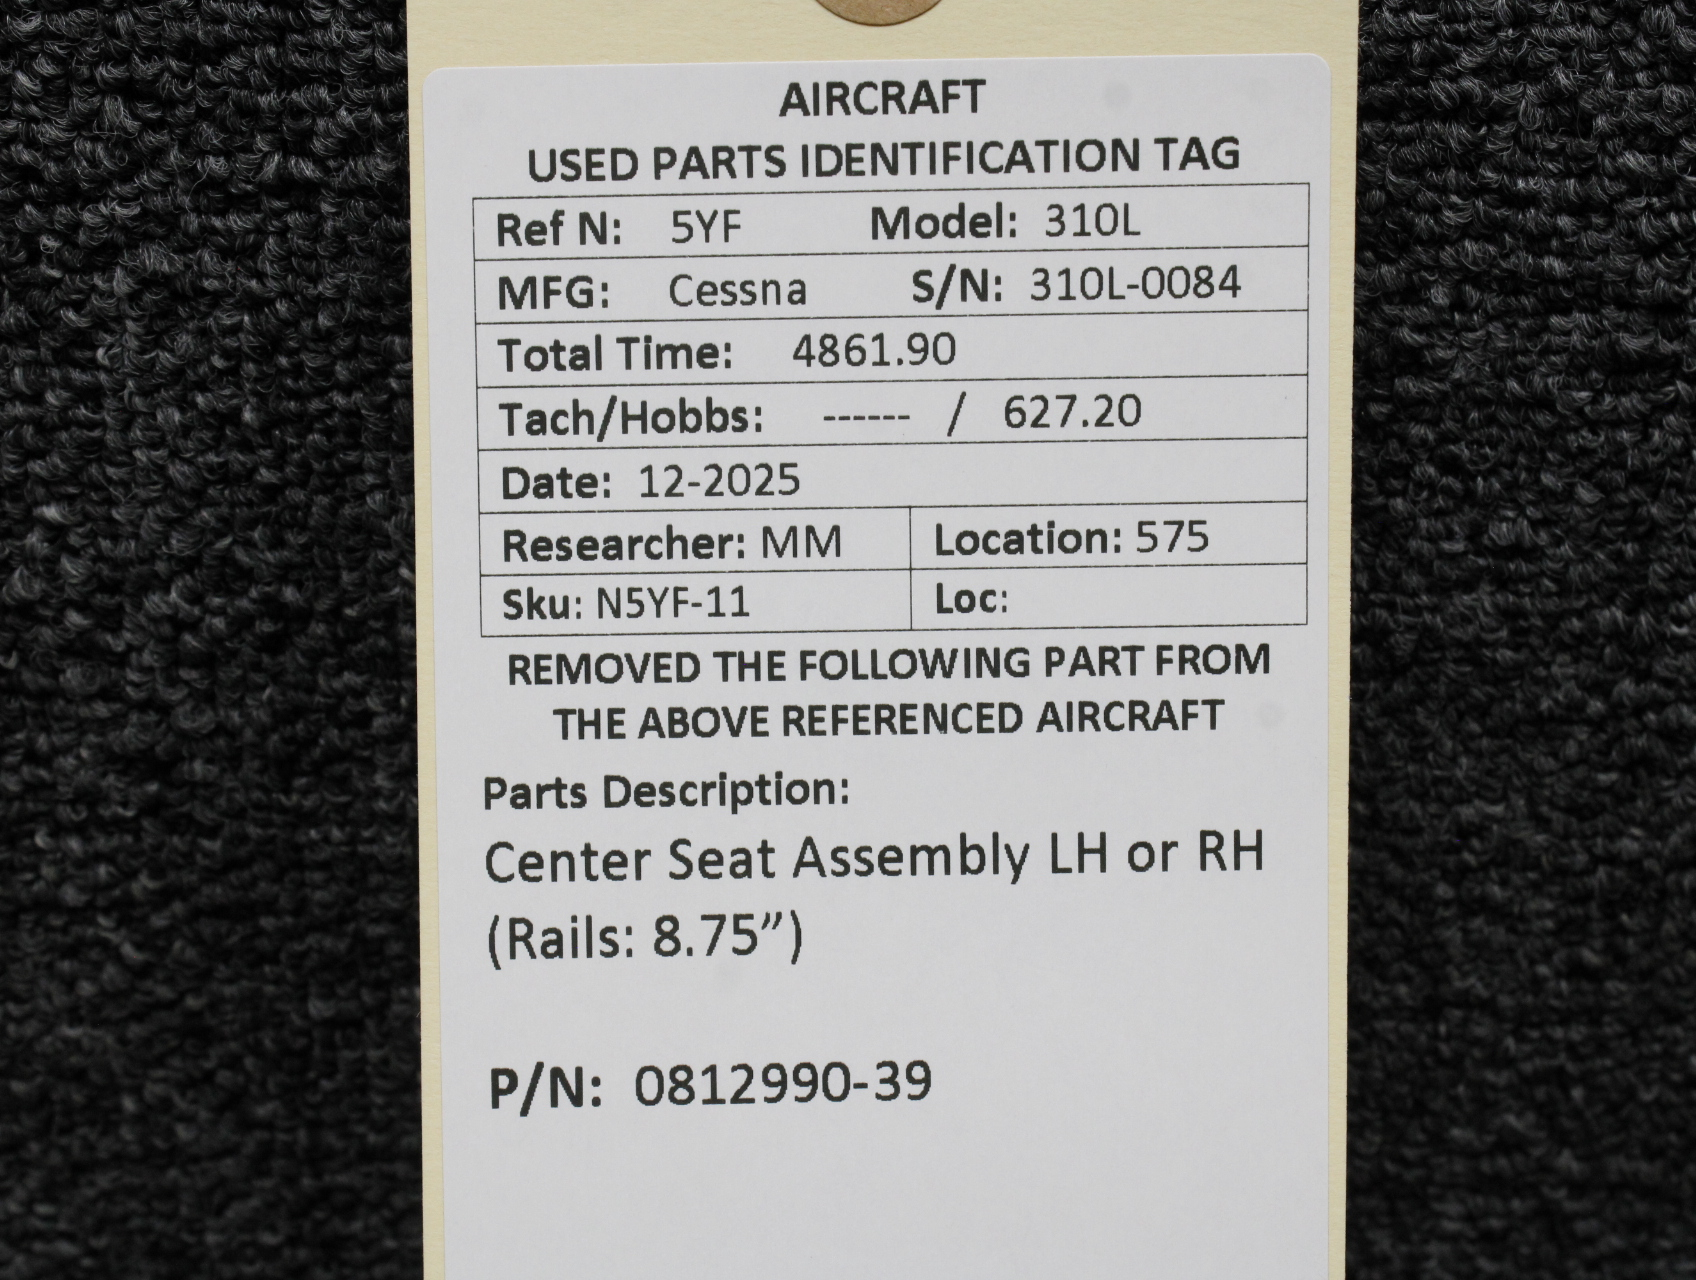 AIRCRAFT
USED PARTS IDENTIFICATION TAG
Ref N: 5YF Model: 310L
MFG: Cessna S/N: 310L-0084
Total Time: 4861.90
Tach/Hobbs: ------ / 627.20
Date: 12-2025
Researcher: MM Location: 575
Sku: N5YF-11 Loc:
REMOVED THE FOLLOWING PART FROM
THE ABOVE REFERENCED AIRCRAFT
Parts Description:
Center Seat Assembly LH or RH
(Rails: 8.75”)
P/N: 0812990-39